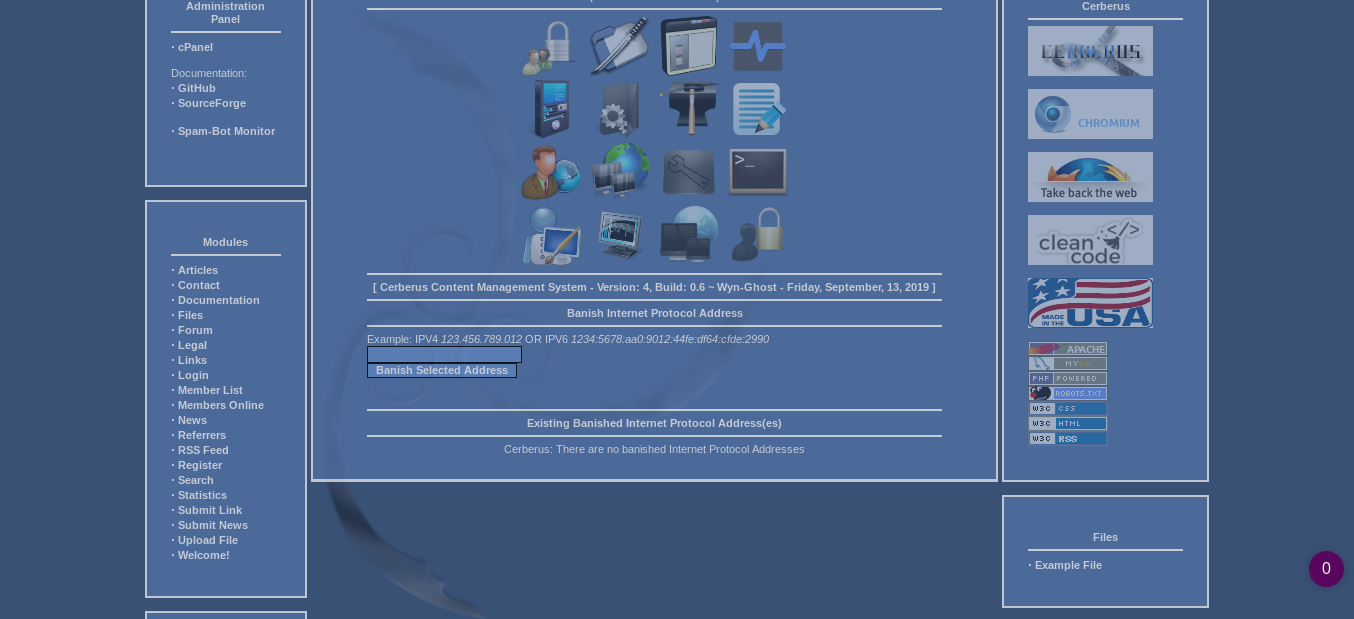 Administration
Panel
· cPanel
Documentation:
· GitHub
· SourceForge
· Spam-Bot Monitor
Modules
· Articles
· Contact
· Documentation
· Files
· Forum
· Legal
· Links
· Login
· Member List
· Members Online
· News
· Referrers
· RSS Feed
· Register
· Search
· Statistics
· Submit Link
· Submit News
· Upload File
· Welcome!
>_
[ Cerberus Content Management System - Version: 4, Build: 0.6 ~ Wyn-Ghost - Friday, September, 13, 2019 ]
Banish Internet Protocol Address
Example: IPV4 123.456.789.012 OR IPV6 1234:5678:aa0:9012:44fe:df64:cfde:2990
Banish Selected Address
Existing Banished Internet Protocol Address(es)
Cerberus: There are no banished Internet Protocol Addresses
Cerberus
CERBERUS
CHROMIUM
Take back the web
clean </>
code
MADE
IN THE USA
APACHE
MY
PHP POWERED
ROBOTS.TXT
W3C CSS
W3C HTML
W3C RSS
Files
· Example File
0